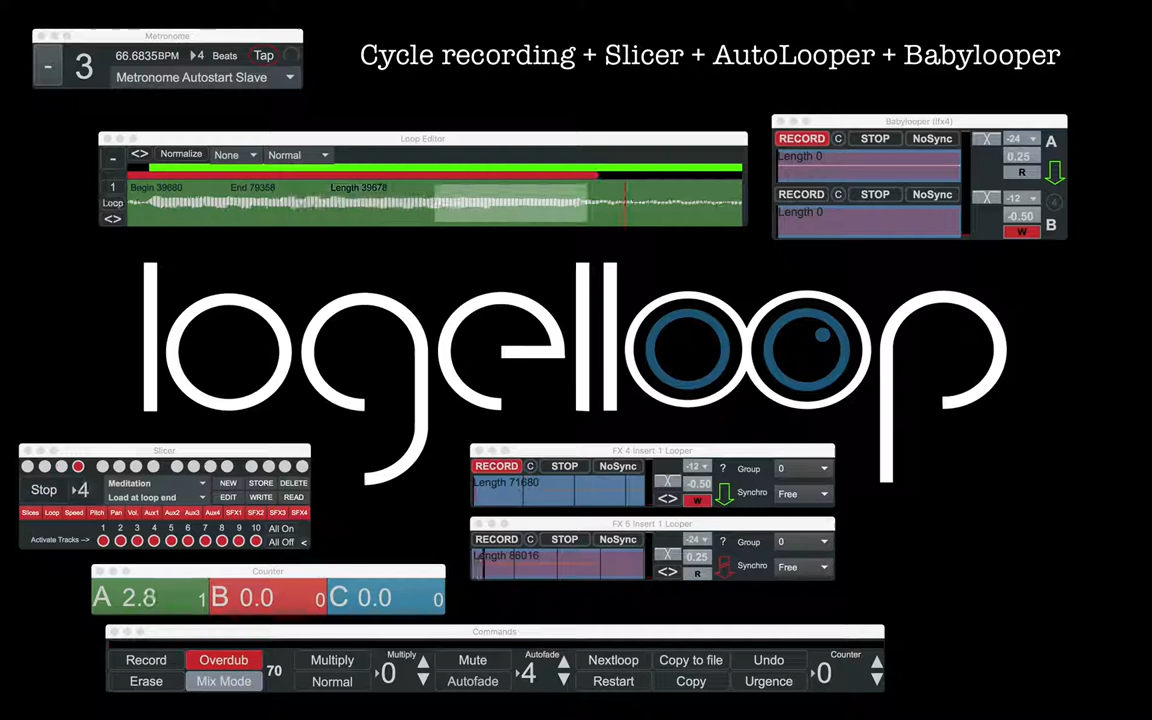 Metronome
- 3 66.6835BPM 4 Beats Tap
Metronome Autostart Slave
Cycle recording + Slicer + AutoLooper + Babylooper
Loop Editor
- <> Normalize None Normal
1 Begin 39680 End 79358 Length 39678
Loop
<>
Babylooper (lfx4)
RECORD C STOP NoSync -24 A
Length 0 0.25
R
RECORD C STOP NoSync -12 4
Length 0 -0.50 B
W
logelloop
Slicer
Stop 4 Meditation NEW STORE DELETE
Load at loop end EDIT WRITE READ
Slices Loop Speed Pitch Pan Vol. Aux1 Aux2 Aux3 Aux4 SFX1 SFX2 SFX3 SFX4
1 2 3 4 5 6 7 8 9 10 All On
Activate Tracks --> All Off <
FX 4 Insert 1 Looper
RECORD C STOP NoSync -12 ? Group 0
Length 71680 -0.50
<> W Synchro Free
FX 5 Insert 1 Looper
RECORD C STOP NoSync -24 ? Group 0
Length 86016 0.25
<> R Synchro Free
Counter
A 2.8 1 B 0.0 0 C 0.0 0
Commands
Record Overdub 70 Multiply Multiply 0 Mute Autofade 4 Nextloop Copy to file Undo Counter 0
Erase Mix Mode Normal Autofade Restart Copy Urgence